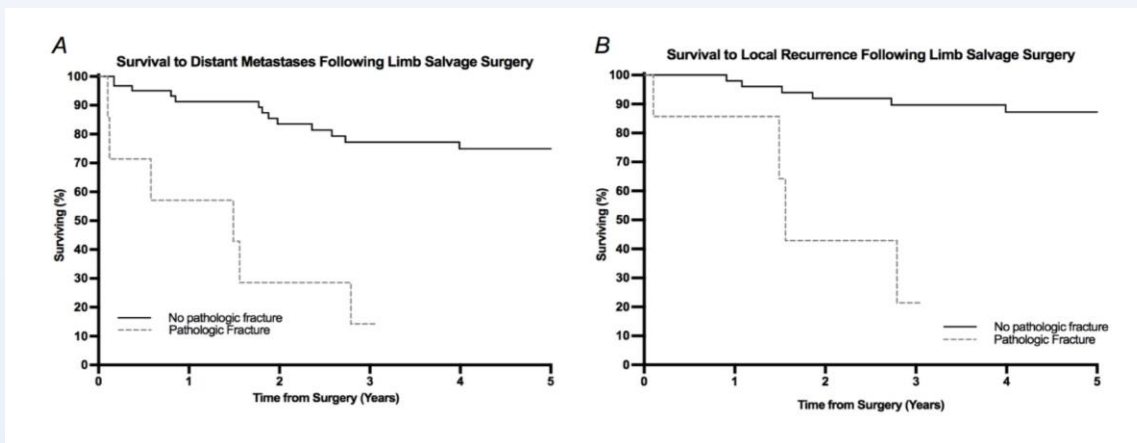 A
Survival to Distant Metastases Following Limb Salvage Surgery
100
90
80
70
60
50
40
30
20
10
0
Surviving (%)
No pathologic fracture
Pathologic Fracture
0 1 2 3 4 5
Time from Surgery (Years)
B
Survival to Local Recurrence Following Limb Salvage Surgery
100
90
80
70
60
50
40
30
20
10
0
Surviving (%)
No pathologic fracture
Pathologic Fracture
0 1 2 3 4 5
Time from Surgery (Years)